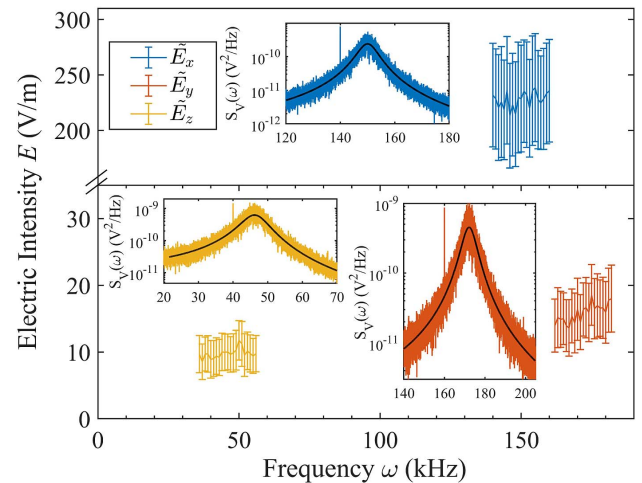 300
250
200
30
20
10
0
Electric Intensity E (V/m)
Ẽx
Ẽy
Ẽz
S_V(ω) (V²/Hz)
10⁻¹⁰
10⁻¹¹
10⁻¹²
120 140 160 180
S_V(ω) (V²/Hz)
10⁻⁹
10⁻¹⁰
10⁻¹¹
20 30 40 50 60 70
S_V(ω) (V²/Hz)
10⁻⁹
10⁻¹⁰
10⁻¹¹
140 160 180 200
0 50 100 150
Frequency ω (kHz)